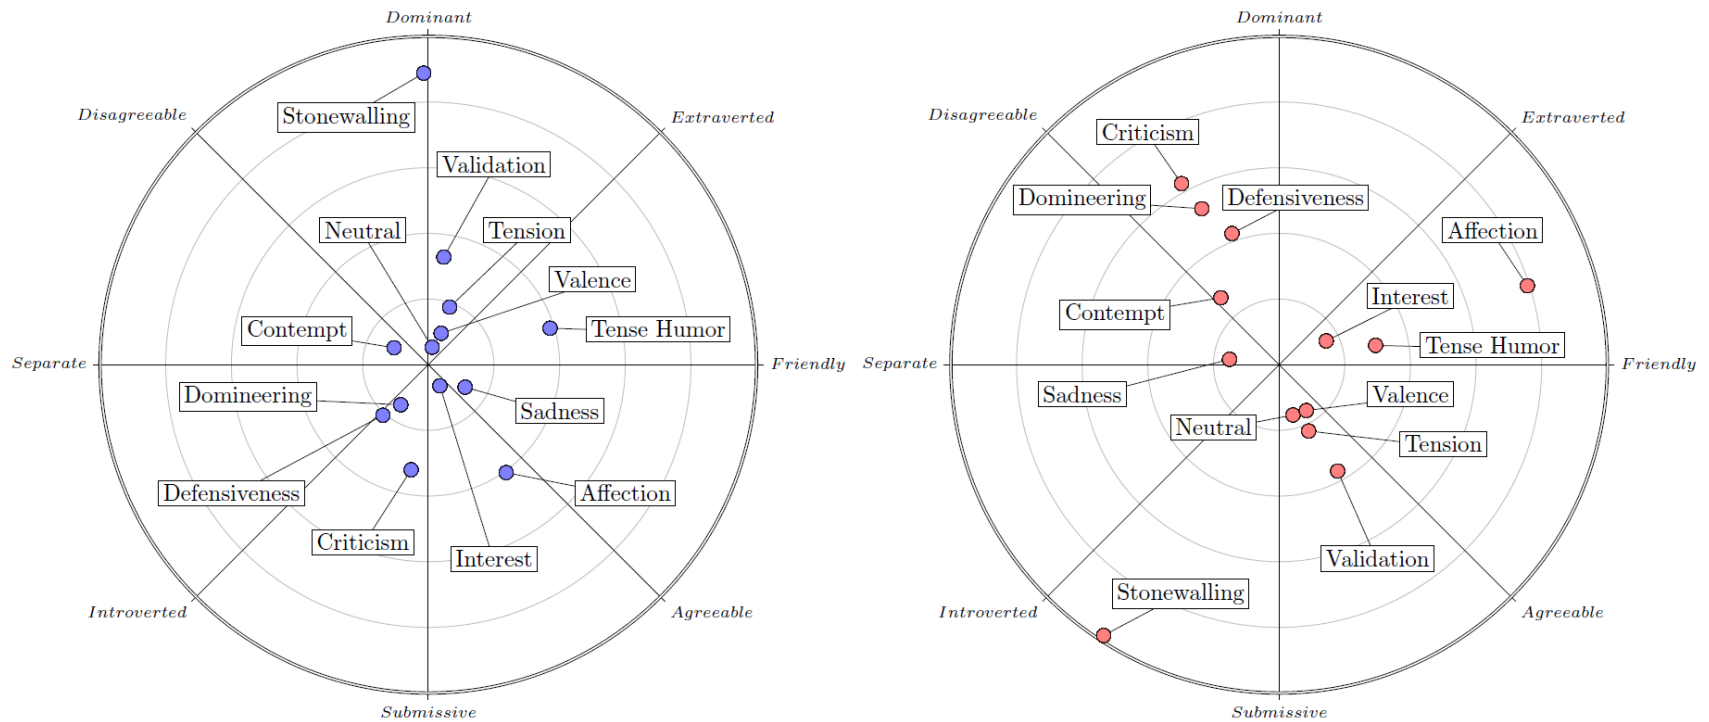 Dominant
Disagreeable
Extraverted
Stonewalling
Validation
Neutral
Tension
Valence
Contempt
Tense Humor
Separate
Friendly
Domineering
Sadness
Defensiveness
Affection
Criticism
Interest
Introverted
Agreeable
Submissive
Dominant
Disagreeable
Extraverted
Criticism
Domineering
Defensiveness
Affection
Interest
Contempt
Tense Humor
Separate
Friendly
Sadness
Valence
Neutral
Tension
Validation
Stonewalling
Introverted
Agreeable
Submissive